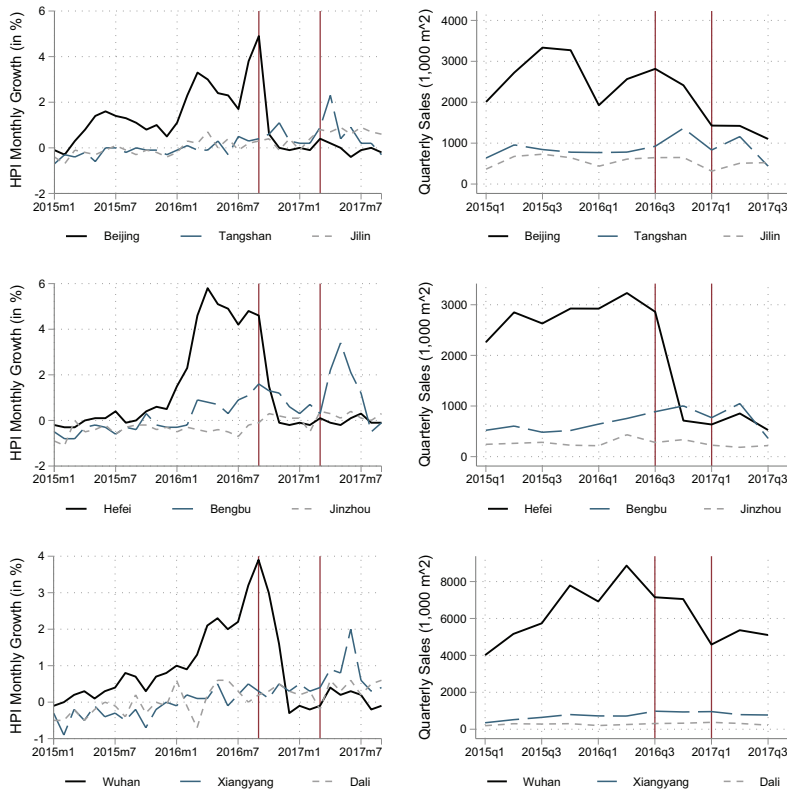 HPI Monthly Growth (in %)
6
4
2
0
-2
2015m1 2015m7 2016m1 2016m7 2017m1 2017m7
Beijing Tangshan Jilin
Quarterly Sales (1,000 m^2)
4000
3000
2000
1000
0
2015q1 2015q3 2016q1 2016q3 2017q1 2017q3
Beijing Tangshan Jilin
HPI Monthly Growth (in %)
6
4
2
0
-2
2015m1 2015m7 2016m1 2016m7 2017m1 2017m7
Hefei Bengbu Jinzhou
Quarterly Sales (1,000 m^2)
3000
2000
1000
0
2015q1 2015q3 2016q1 2016q3 2017q1 2017q3
Hefei Bengbu Jinzhou
HPI Monthly Growth (in %)
4
3
2
1
0
-1
2015m1 2015m7 2016m1 2016m7 2017m1 2017m7
Wuhan Xiangyang Dali
Quarterly Sales (1,000 m^2)
8000
6000
4000
2000
0
2015q1 2015q3 2016q1 2016q3 2017q1 2017q3
Wuhan Xiangyang Dali